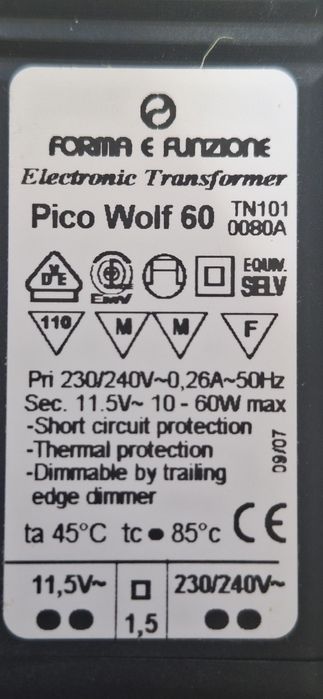 FORMA E FUNZIONE
Electronic Transformer
Pico Wolf 60 TN101
0080A
VDE EMV EQUIV.
SELV
110 M M F
Pri 230/240V~0,26A~50Hz
Sec. 11.5V~ 10 - 60W max
-Short circuit protection
-Thermal protection
-Dimmable by trailing
edge dimmer
09/07
ta 45°C tc ● 85°c CE
11,5V~ 230/240V~
1,5